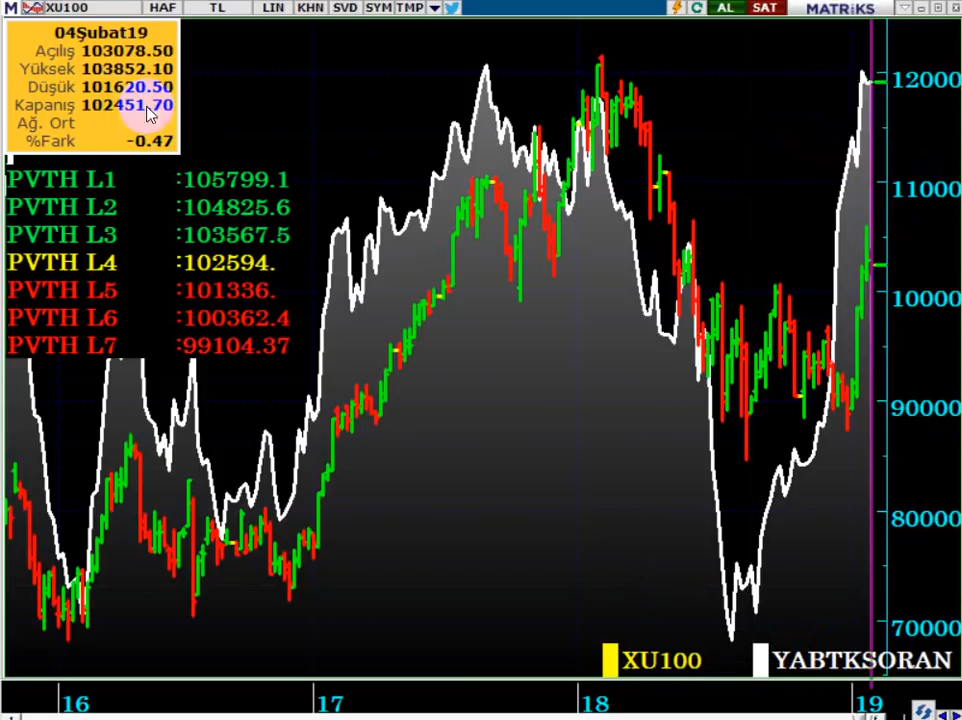 M XU100 HAF TL LIN KHN SVD SYM TMP AL SAT MATRiKS
04Şubat19
Açılış 103078.50
Yüksek 103852.10
Düşük 101620.50
Kapanış 102451.70
Ağ. Ort
%Fark -0.47
PVTH L1 :105799.1
PVTH L2 :104825.6
PVTH L3 :103567.5
PVTH L4 :102594.
PVTH L5 :101336.
PVTH L6 :100362.4
PVTH L7 :99104.37
12000
11000
10000
90000
80000
70000
XU100 YABTKSORAN
16 17 18 19